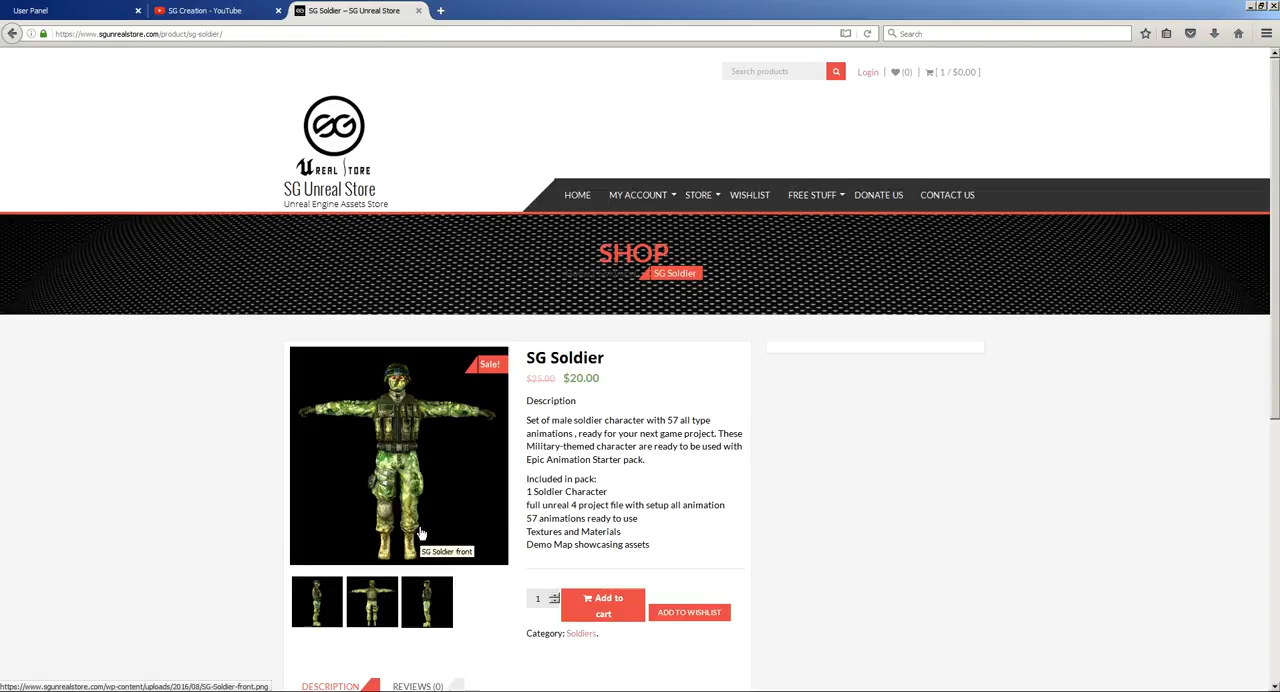 User Panel
SG Creation - YouTube
SG Soldier – SG Unreal Store
https://www.sgunrealstore.com/product/sg-soldier/
Search
Search products
Login | (0) | [ 1 / $0.00 ]
SG
Unreal Store
SG Unreal Store
Unreal Engine Assets Store
HOME MY ACCOUNT STORE WISHLIST FREE STUFF DONATE US CONTACT US
SHOP
SG Soldier
Sale!
SG Soldier
$25.00 $20.00
Description
Set of male soldier character with 57 all type
animations , ready for your next game project. These
Military-themed character are ready to be used with
Epic Animation Starter pack.
Included in pack:
1 Soldier Character
full unreal 4 project file with setup all animation
57 animations ready to use
Textures and Materials
Demo Map showcasing assets
SG Soldier front
1
Add to
cart
ADD TO WISHLIST
Category: Soldiers.
DESCRIPTION REVIEWS (0)
https://www.sgunrealstore.com/wp-content/uploads/2016/08/SG-Soldier-front.png